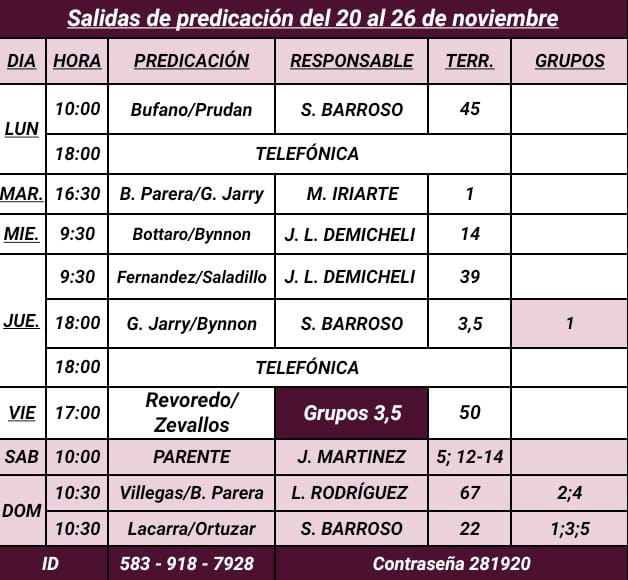 Salidas de predicación del 20 al 26 de noviembre
DIA HORA PREDICACIÓN RESPONSABLE TERR. GRUPOS
LUN 10:00 Bufano/Prudan S. BARROSO 45
18:00 TELEFÓNICA
MAR. 16:30 B. Parera/G. Jarry M. IRIARTE 1
MIE. 9:30 Bottaro/Bynnon J. L. DEMICHELI 14
JUE. 9:30 Fernandez/Saladillo J. L. DEMICHELI 39
18:00 G. Jarry/Bynnon S. BARROSO 3,5 1
18:00 TELEFÓNICA
VIE 17:00 Revoredo/
Zevallos Grupos 3,5 50
SAB 10:00 PARENTE J. MARTINEZ 5; 12-14
DOM 10:30 Villegas/B. Parera L. RODRÍGUEZ 67 2;4
10:30 Lacarra/Ortuzar S. BARROSO 22 1;3;5
ID 583 - 918 - 7928 Contraseña 281920